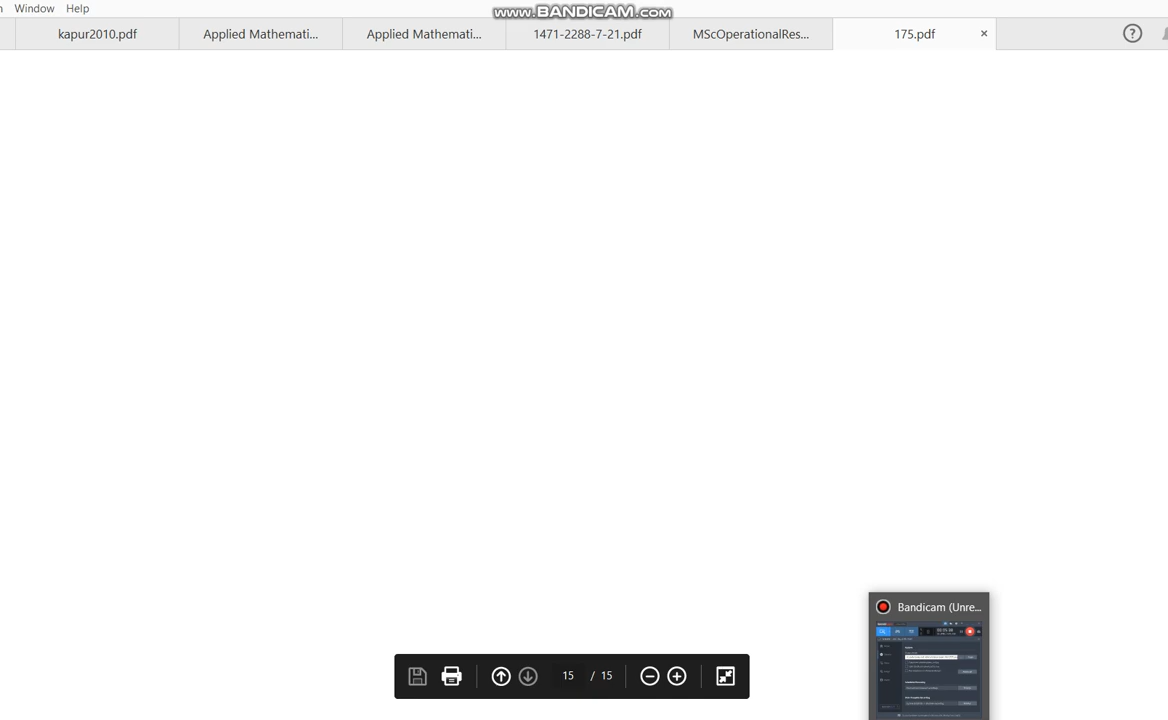 Window Help
www.BANDICAM.com
kapur2010.pdf
Applied Mathemati...
Applied Mathemati...
1471-2288-7-21.pdf
MScOperationalRes...
175.pdf
×
?
15 / 15
Bandicam (Unre...